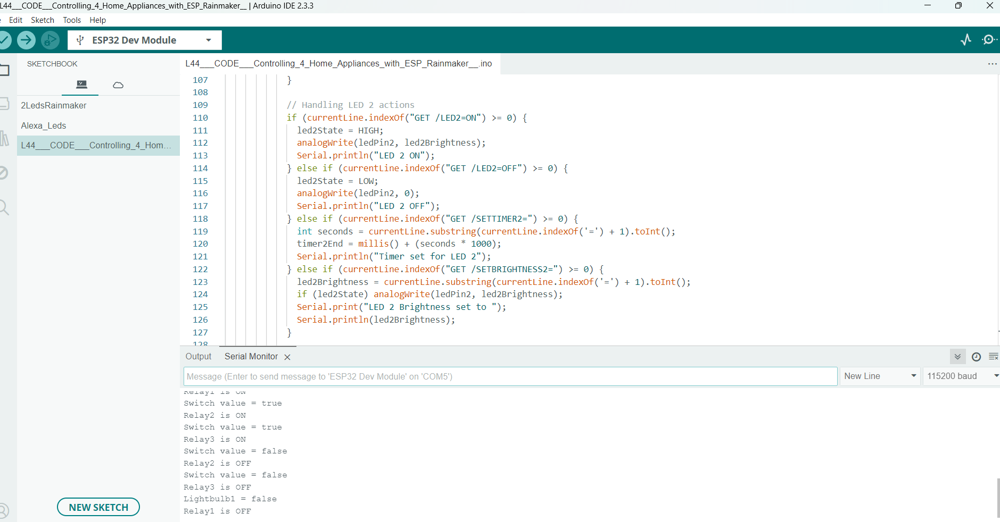 L44___CODE___Controlling_4_Home_Appliances_with_ESP_Rainmaker__ | Arduino IDE 2.3.3
Edit Sketch Tools Help
ESP32 Dev Module
SKETCHBOOK
2LedsRainmaker
Alexa_Leds
L44___CODE___Controlling_4_Hom...
NEW SKETCH
L44___CODE___Controlling_4_Home_Appliances_with_ESP_Rainmaker__.ino
107 }
108
109 // Handling LED 2 actions
110 if (currentLine.indexOf("GET /LED2=ON") >= 0) {
111 led2State = HIGH;
112 analogWrite(ledPin2, led2Brightness);
113 Serial.println("LED 2 ON");
114 } else if (currentLine.indexOf("GET /LED2=OFF") >= 0) {
115 led2State = LOW;
116 analogWrite(ledPin2, 0);
117 Serial.println("LED 2 OFF");
118 } else if (currentLine.indexOf("GET /SETTIMER2=") >= 0) {
119 int seconds = currentLine.substring(currentLine.indexOf('=') + 1).toInt();
120 timer2End = millis() + (seconds * 1000);
121 Serial.println("Timer set for LED 2");
122 } else if (currentLine.indexOf("GET /SETBRIGHTNESS2=") >= 0) {
123 led2Brightness = currentLine.substring(currentLine.indexOf('=') + 1).toInt();
124 if (led2State) analogWrite(ledPin2, led2Brightness);
125 Serial.print("LED 2 Brightness set to ");
126 Serial.println(led2Brightness);
127 }
128
Output Serial Monitor
Message (Enter to send message to 'ESP32 Dev Module' on 'COM5')
New Line
115200 baud
Relay1 is ON
Switch value = true
Relay2 is ON
Switch value = true
Relay3 is ON
Switch value = false
Relay2 is OFF
Switch value = false
Relay3 is OFF
Lightbulb1 = false
Relay1 is OFF